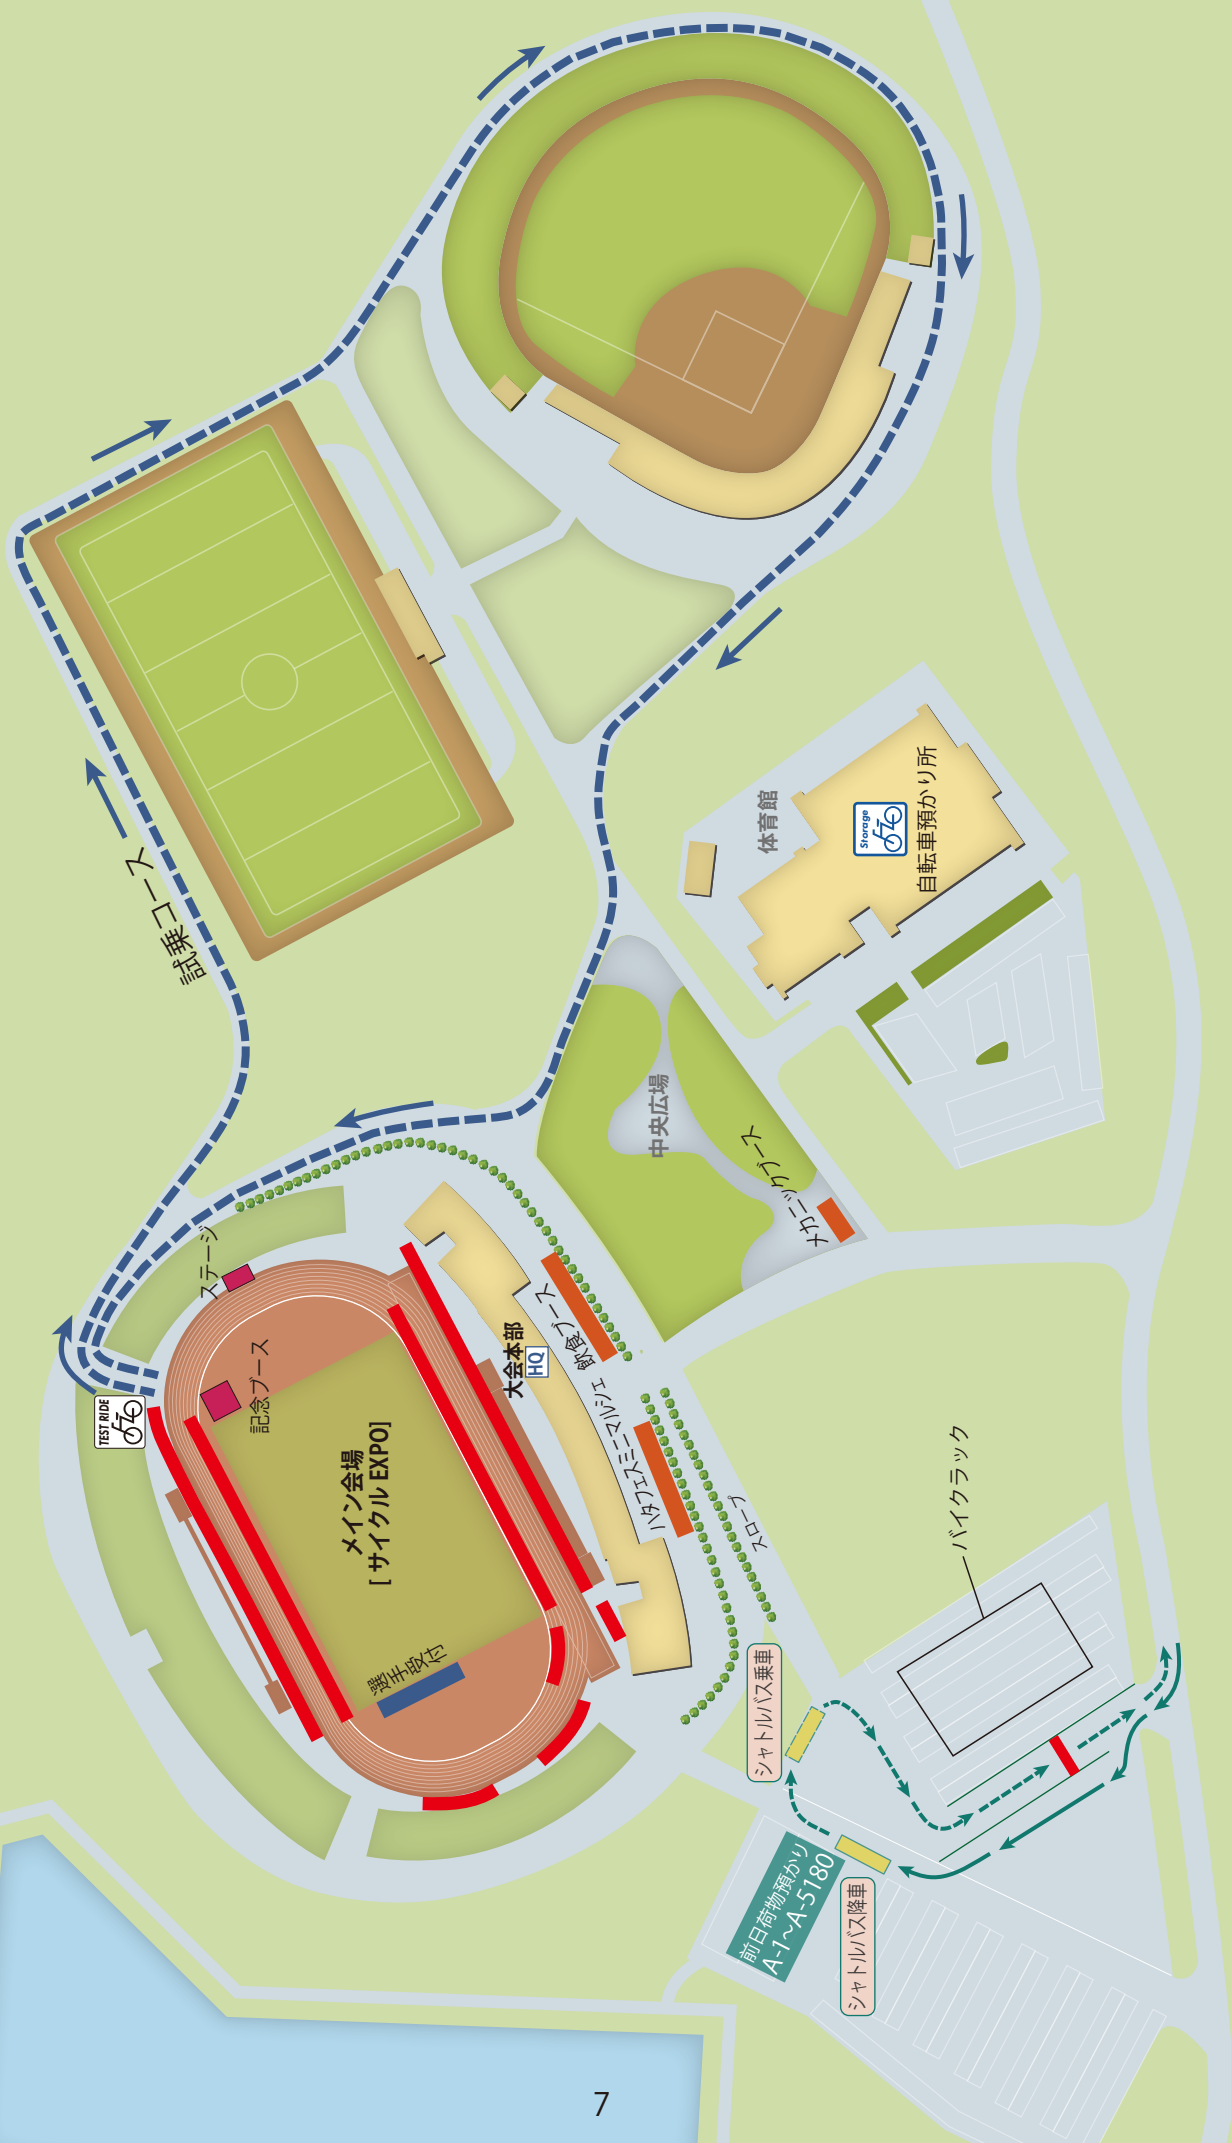 試乗コース
ステージ
記念ブース
TEST RIDE
メイン会場
[ サイクル EXPO]
選手受付
大会本部
HQ
飲食ブース
ハタフェスミニマルシェ
スロープ
中央広場
メカニックブース
体育館
Storage
自転車預かり所
バイクラック
シャトルバス乗車
シャトルバス降車
前日荷物預かり
A-1〜A-5180
7